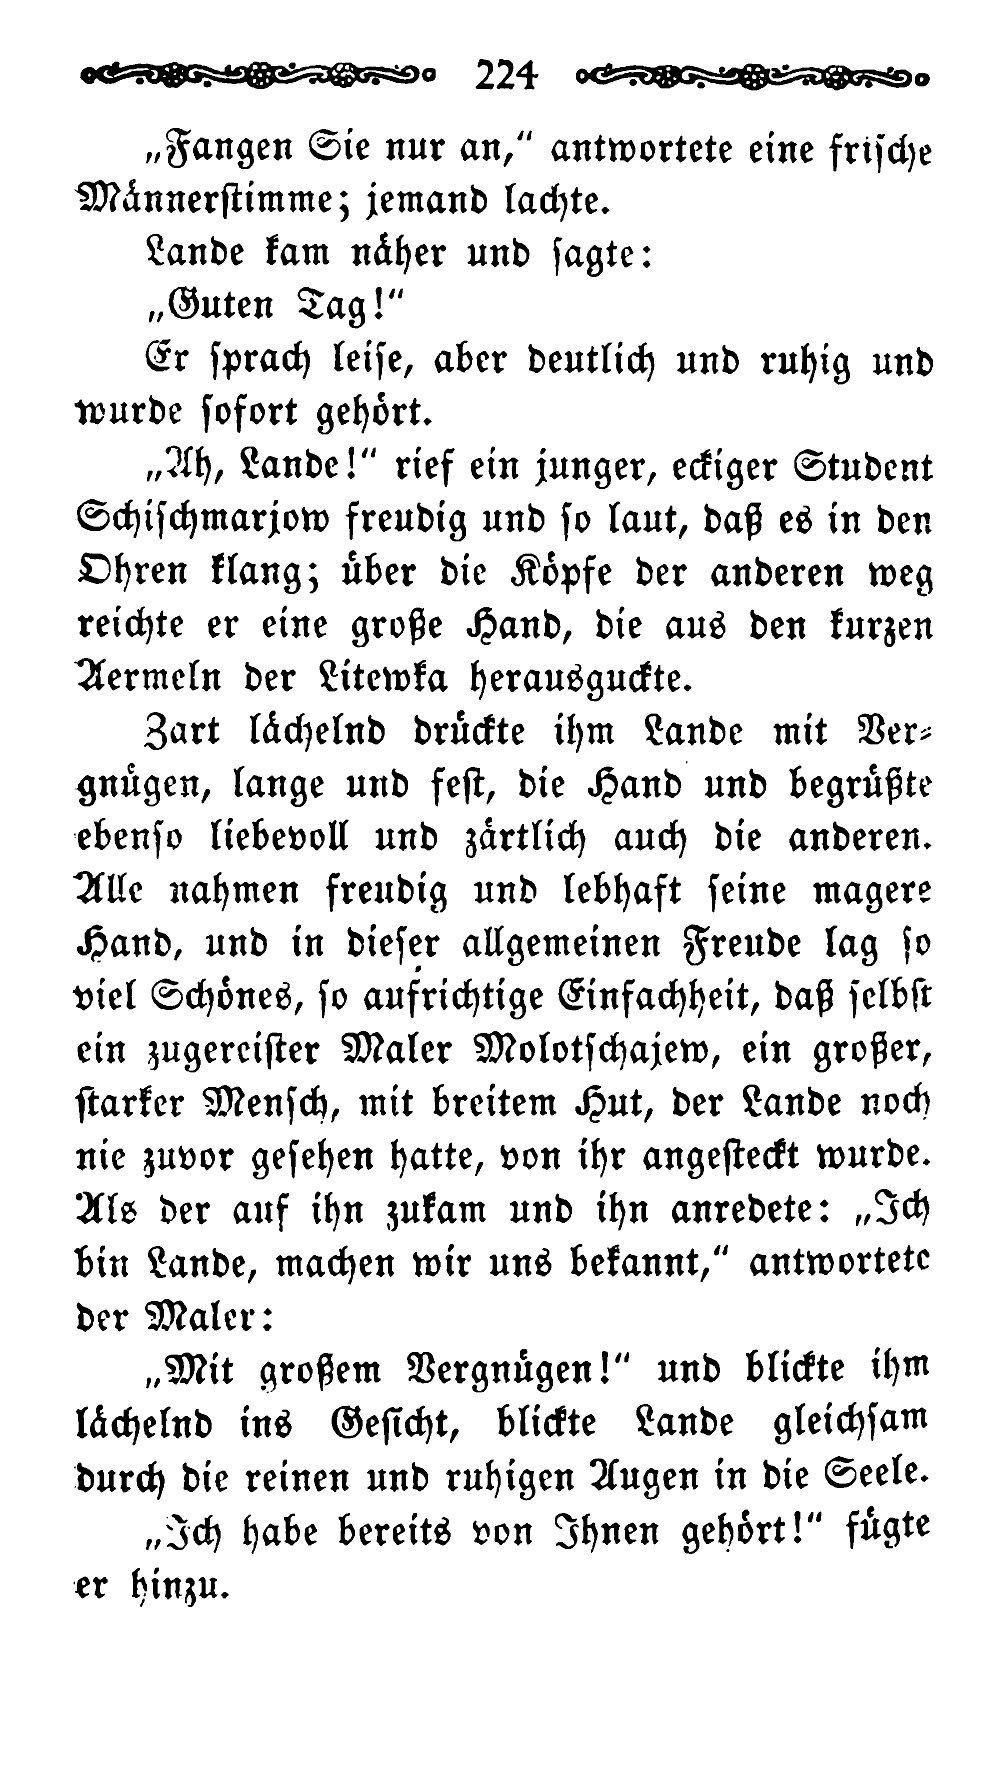 224
„Fangen Sie nur an,“ antwortete eine frische
Männerstimme; jemand lachte.
Lande kam näher und sagte:
„Guten Tag!“
Er sprach leise, aber deutlich und ruhig und
wurde sofort gehört.
„Ah, Lande!“ rief ein junger, eckiger Student
Schischmarjow freudig und so laut, daß es in den
Ohren klang; über die Köpfe der anderen weg
reichte er eine große Hand, die aus den kurzen
Aermeln der Litewka herausguckte.
Zart lächelnd drückte ihm Lande mit Ver-
gnügen, lange und fest, die Hand und begrüßte
ebenso liebevoll und zärtlich auch die anderen.
Alle nahmen freudig und lebhaft seine magere
Hand, und in dieser allgemeinen Freude lag so
viel Schönes, so aufrichtige Einfachheit, daß selbst
ein zugereister Maler Molotschajew, ein großer,
starker Mensch, mit breitem Hut, der Lande noch
nie zuvor gesehen hatte, von ihr angesteckt wurde.
Als der auf ihn zukam und ihn anredete: „Ich
bin Lande, machen wir uns bekannt,“ antwortete
der Maler:
„Mit großem Vergnügen!“ und blickte ihm
lächelnd ins Gesicht, blickte Lande gleichsam
durch die reinen und ruhigen Augen in die Seele.
„Ich habe bereits von Ihnen gehört!“ fügte
er hinzu.